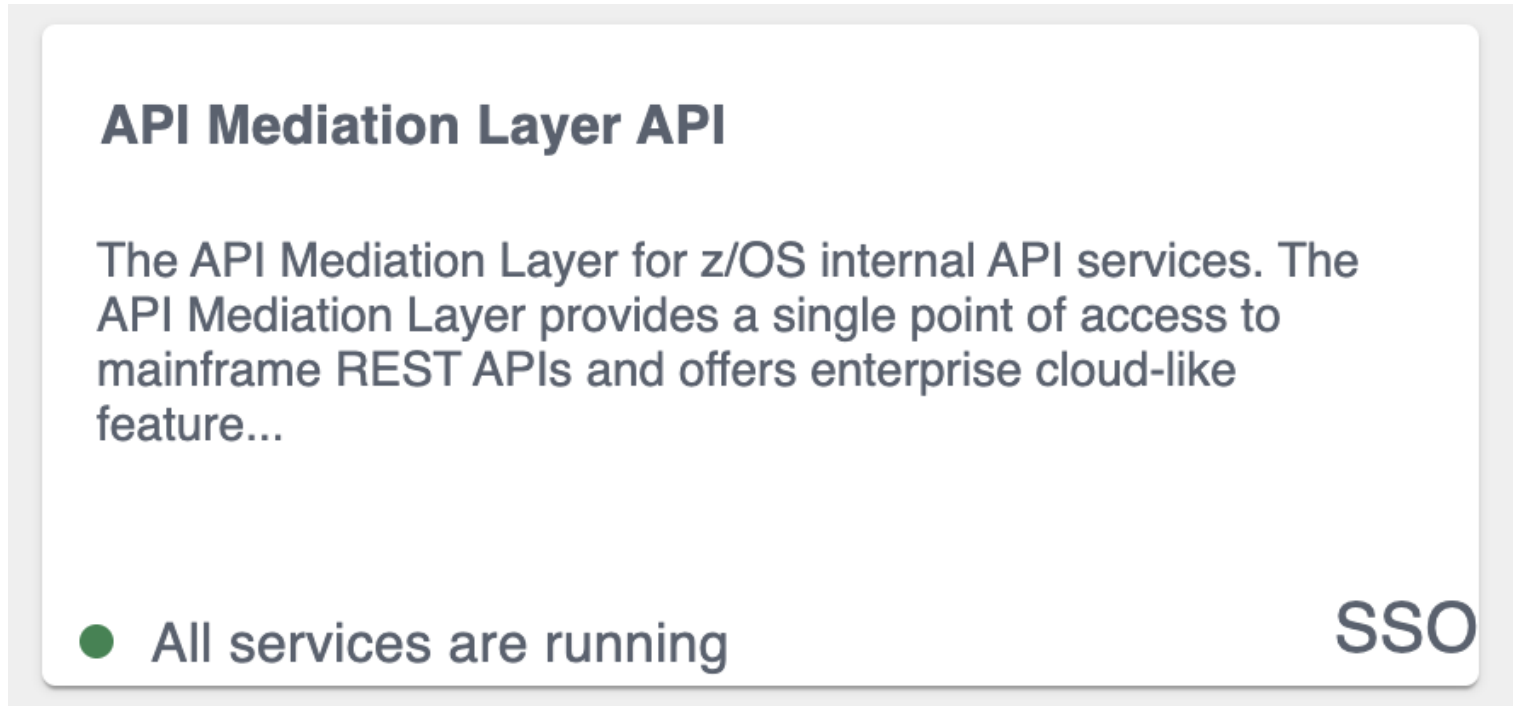 API Mediation Layer API
The API Mediation Layer for z/OS internal API services. The
API Mediation Layer provides a single point of access to
mainframe REST APIs and offers enterprise cloud-like
feature...
All services are running
SSO